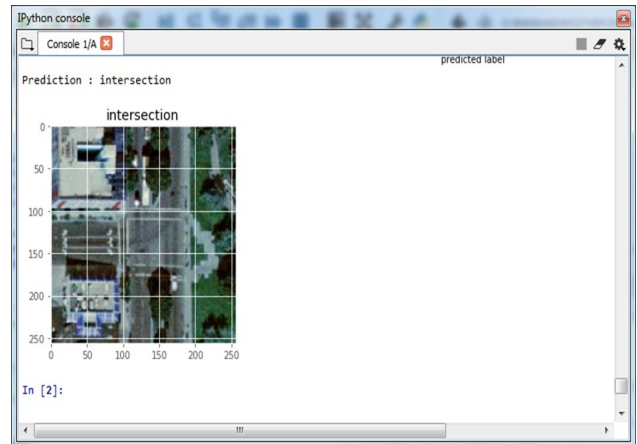 IPython console
Console 1/A
predicted label
Prediction : intersection
intersection
0
50
100
150
200
250
0 50 100 150 200 250
In [2]: